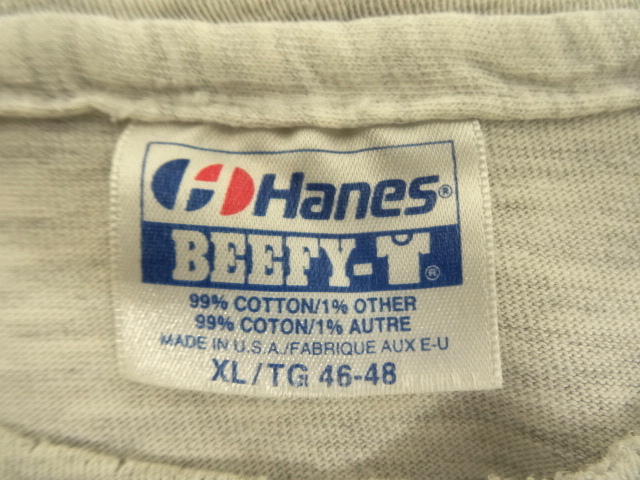 Hanes®
BEEFY-T®
99% COTTON/1% OTHER
99% COTON/1% AUTRE
MADE IN U.S.A./FABRIQUE AUX E-U
XL/TG 46-48